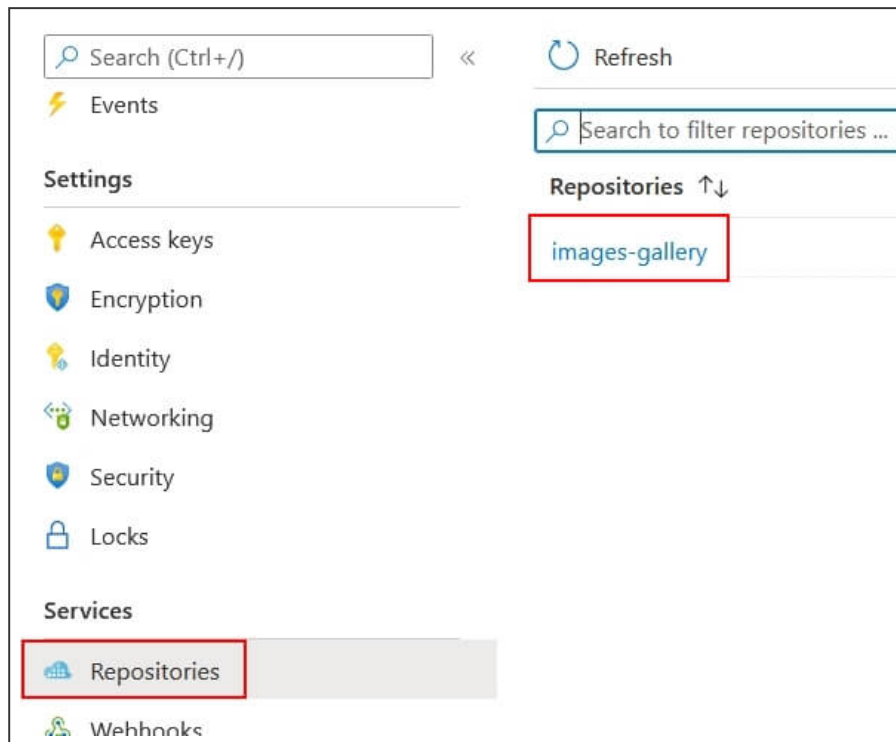 Search (Ctrl+/)
«
Events
Settings
Access keys
Encryption
Identity
Networking
Security
Locks
Services
Repositories
Webhooks
Refresh
Search to filter repositories ...
Repositories ↑↓
images-gallery